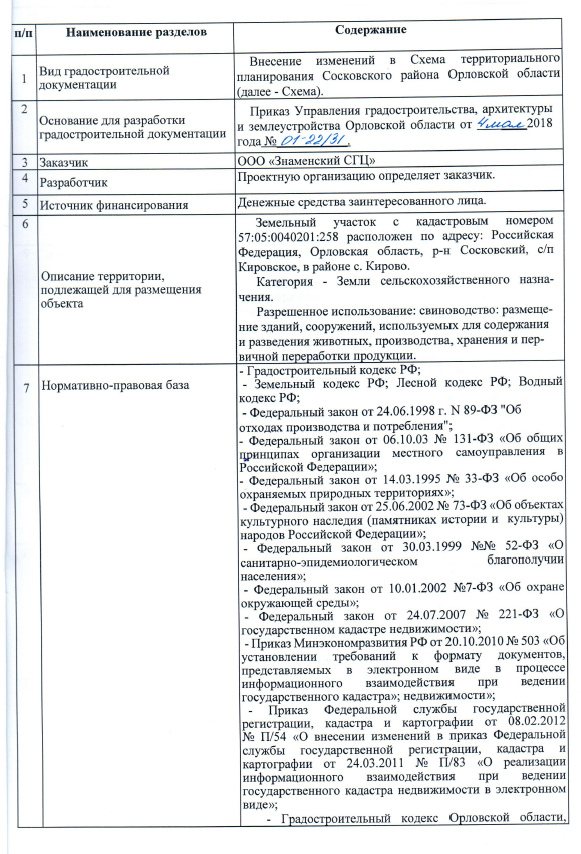 п/п
Наименование разделов
Содержание
1
Вид градостроительной
документации
Внесение изменений в Схема территориального
планирования Сосковского района Орловской области
(далее - Схема).
2
Основание для разработки
градостроительной документации
Приказ Управления градостроительства, архитектуры
и землеустройства Орловской области от 4 мая 2018
года № 01-22/31 .
3
Заказчик
ООО «Знаменский СГЦ»
4
Разработчик
Проектную организацию определяет заказчик.
5
Источник финансирования
Денежные средства заинтересованного лица.
6
Описание территории,
подлежащей для размещения
объекта
Земельный участок с кадастровым номером
57:05:0040201:258 расположен по адресу: Российская
Федерация, Орловская область, р-н Сосковский, с/п
Кировское, в районе с. Кирово.
Категория - Земли сельскохозяйственного назна-
чения.
Разрешенное использование: свиноводство: размеще-
ние зданий, сооружений, используемых для содержания
и разведения животных, производства, хранения и пер-
вичной переработки продукции.
7
Нормативно-правовая база
- Градостроительный кодекс РФ;
- Земельный кодекс РФ; Лесной кодекс РФ; Водный
кодекс РФ;
- Федеральный закон от 24.06.1998 г. N 89-ФЗ "Об
отходах производства и потребления";
- Федеральный закон от 06.10.03 № 131-ФЗ «Об общих
принципах организации местного самоуправления в
Российской Федерации»;
- Федеральный закон от 14.03.1995 № 33-ФЗ «Об особо
охраняемых природных территориях»;
- Федеральный закон от 25.06.2002 № 73-ФЗ «Об объектах
культурного наследия (памятниках истории и культуры)
народов Российской Федерации»;
- Федеральный закон от 30.03.1999 №№ 52-ФЗ «О
санитарно-эпидемиологическом благополучии
населения»;
- Федеральный закон от 10.01.2002 №7-ФЗ «Об охране
окружающей среды»;
- Федеральный закон от 24.07.2007 № 221-ФЗ «О
государственном кадастре недвижимости»;
- Приказ Минэкономразвития РФ от 20.10.2010 № 503 «Об
установлении требований к формату документов,
представляемых в электронном виде в процессе
информационного взаимодействия при ведении
государственного кадастра»; недвижимости»;
- Приказ Федеральной службы государственной
регистрации, кадастра и картографии от 08.02.2012
№ П/54 «О внесении изменений в приказ Федеральной
службы государственной регистрации, кадастра и
картографии от 24.03.2011 № П/83 «О реализации
информационного взаимодействия при ведении
государственного кадастра недвижимости в электронном
виде»;
- Градостроительный кодекс Орловской области,